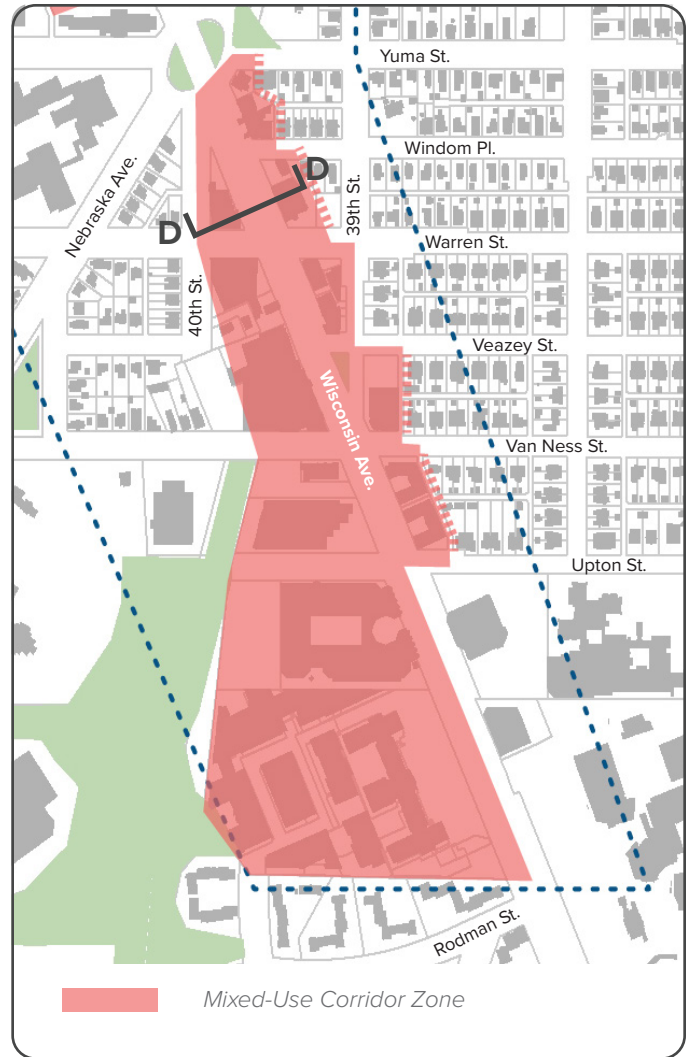 Yuma St.
Windom Pl.
Nebraska Ave.
D
D
39th St.
Warren St.
40th St.
Veazey St.
Wisconsin Ave.
Van Ness St.
Upton St.
Rodman St.
Mixed-Use Corridor Zone